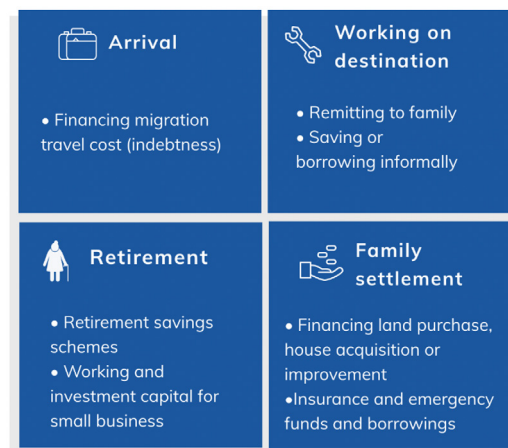 Arrival
• Financing migration
travel cost (indebtness)
Working on
destination
• Remitting to family
• Saving or
borrowing informally
Retirement
• Retirement savings
schemes
• Working and
investment capital for
small business
Family
settlement
• Financing land purchase,
house acquisition or
improvement
•Insurance and emergency
funds and borrowings